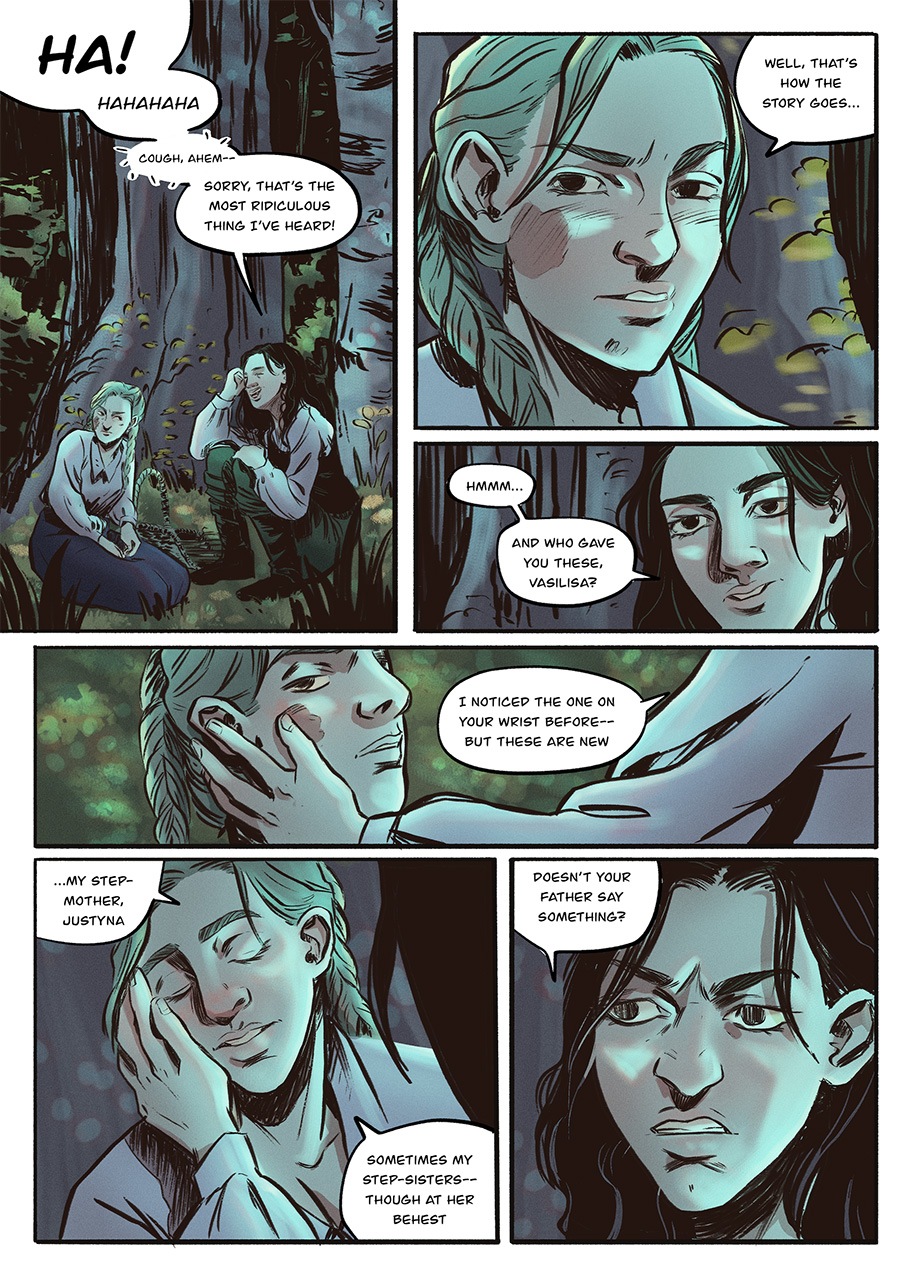 HA!
HAHAHAHA
COUGH, AHEM--
SORRY, THAT'S THE
MOST RIDICULOUS
THING I'VE HEARD!
WELL, THAT'S
HOW THE
STORY GOES...
HMMM...
AND WHO GAVE
YOU THESE,
VASILISA?
I NOTICED THE ONE ON
YOUR WRIST BEFORE--
BUT THESE ARE NEW
...MY STEP-
MOTHER,
JUSTYNA
SOMETIMES MY
STEP-SISTERS--
THOUGH AT HER
BEHEST
DOESN'T YOUR
FATHER SAY
SOMETHING?